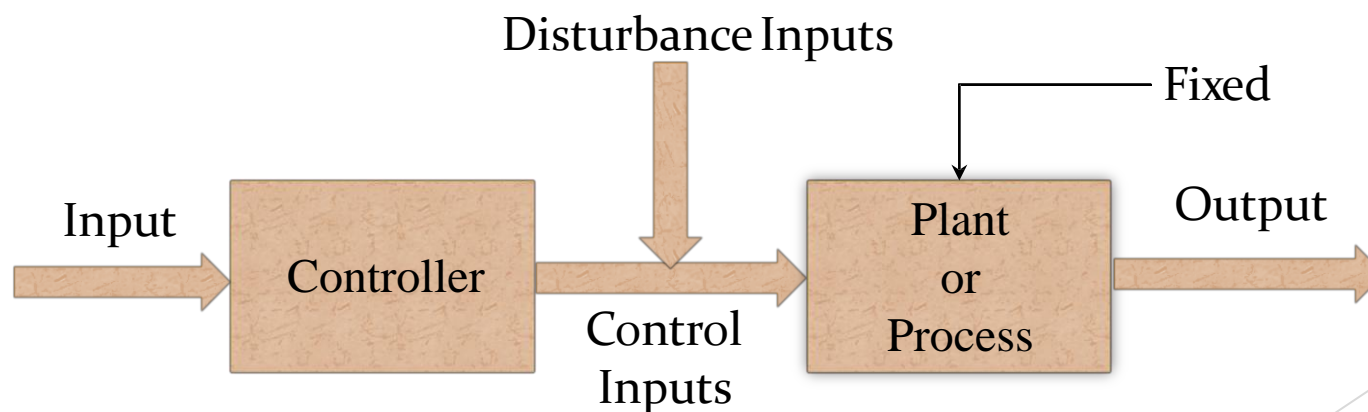 Disturbance Inputs
Fixed
Input
Controller
Control
Inputs
Plant
or
Process
Output